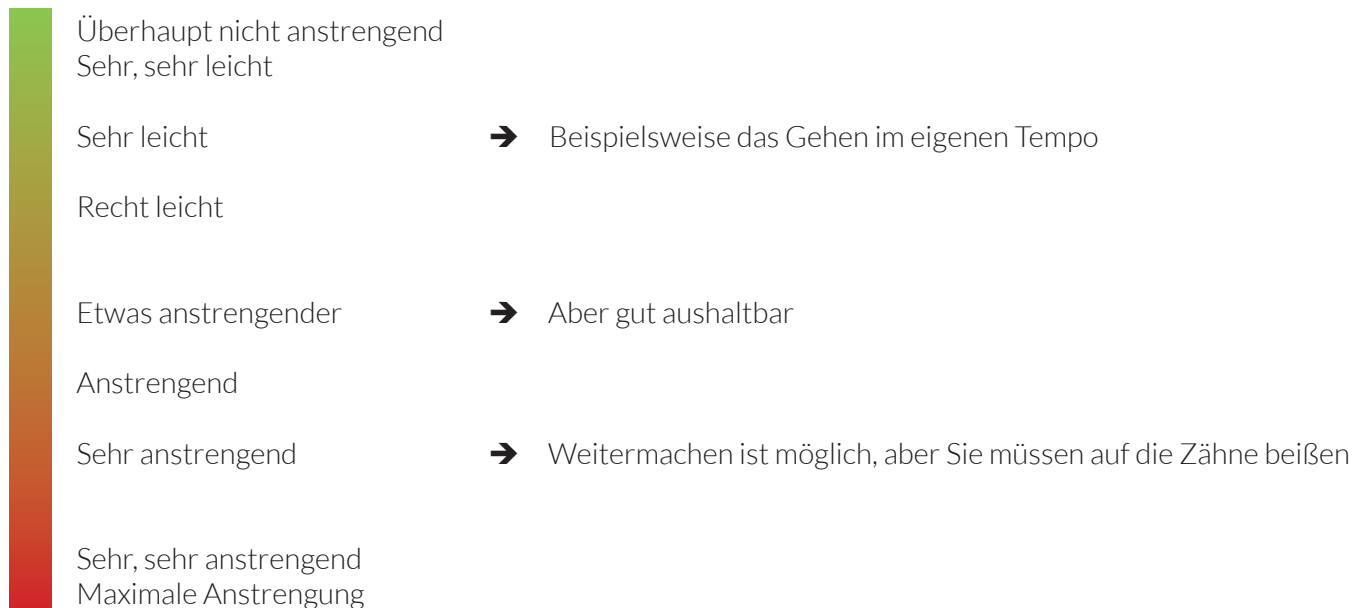 Überhaupt nicht anstrengend
Sehr, sehr leicht
Sehr leicht ➔ Beispielsweise das Gehen im eigenen Tempo
Recht leicht
Etwas anstrengender ➔ Aber gut aushaltbar
Anstrengend
Sehr anstrengend ➔ Weitermachen ist möglich, aber Sie müssen auf die Zähne beißen
Sehr, sehr anstrengend
Maximale Anstrengung